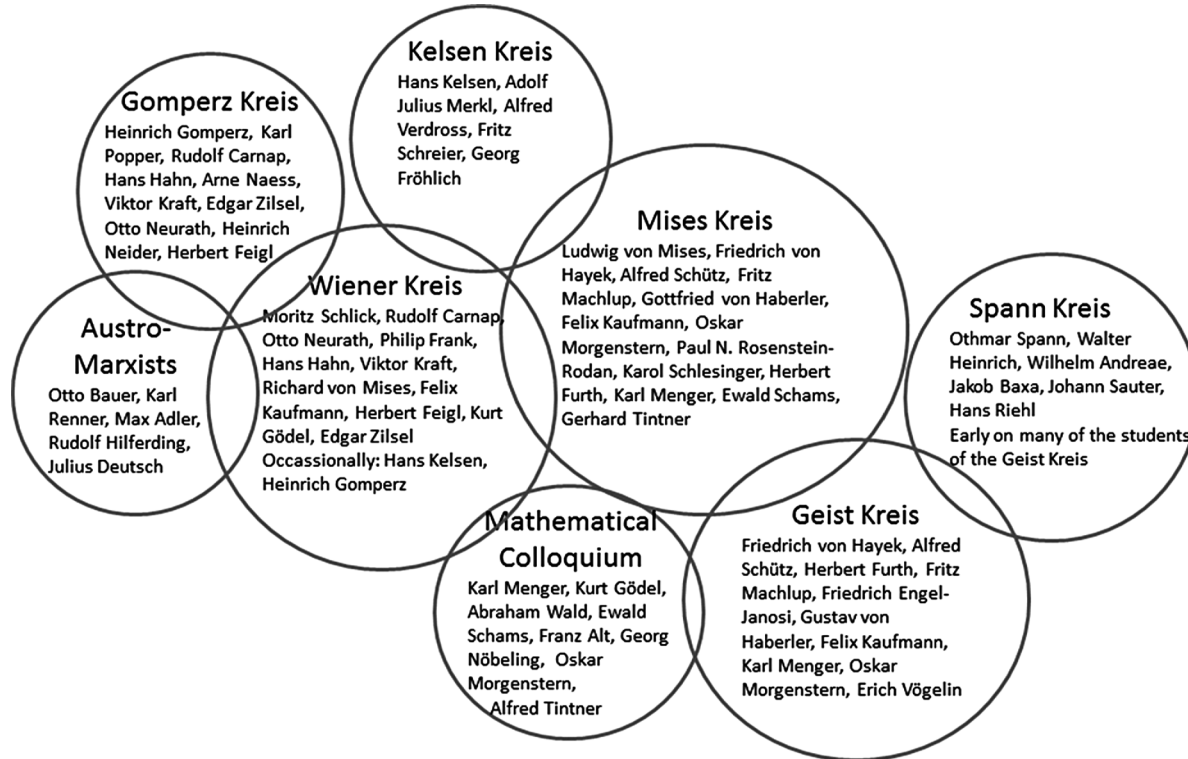 Kelsen Kreis
Hans Kelsen, Adolf
Julius Merkl, Alfred
Verdross, Fritz
Schreier, Georg
Fröhlich
Gomperz Kreis
Heinrich Gomperz, Karl
Popper, Rudolf Carnap,
Hans Hahn, Arne Naess,
Viktor Kraft, Edgar Zilsel,
Otto Neurath, Heinrich
Neider, Herbert Feigl
Mises Kreis
Ludwig von Mises, Friedrich von
Hayek, Alfred Schütz, Fritz
Machlup, Gottfried von Haberler,
Felix Kaufmann, Oskar
Morgenstern, Paul N. Rosenstein-
Rodan, Karol Schlesinger, Herbert
Furth, Karl Menger, Ewald Schams,
Gerhard Tintner
Wiener Kreis
Moritz Schlick, Rudolf Carnap,
Otto Neurath, Philip Frank,
Hans Hahn, Viktor Kraft,
Richard von Mises, Felix
Kaufmann, Herbert Feigl, Kurt
Gödel, Edgar Zilsel
Occassionally: Hans Kelsen,
Heinrich Gomperz
Austro-
Marxists
Otto Bauer, Karl
Renner, Max Adler,
Rudolf Hilferding,
Julius Deutsch
Spann Kreis
Othmar Spann, Walter
Heinrich, Wilhelm Andreae,
Jakob Baxa, Johann Sauter,
Hans Riehl
Early on many of the students
of the Geist Kreis
Mathematical
Colloquium
Karl Menger, Kurt Gödel,
Abraham Wald, Ewald
Schams, Franz Alt, Georg
Nöbeling, Oskar
Morgenstern,
Alfred Tintner
Geist Kreis
Friedrich von Hayek, Alfred
Schütz, Herbert Furth, Fritz
Machlup, Friedrich Engel-
Janosi, Gustav von
Haberler, Felix Kaufmann,
Karl Menger, Oskar
Morgenstern, Erich Vögelin